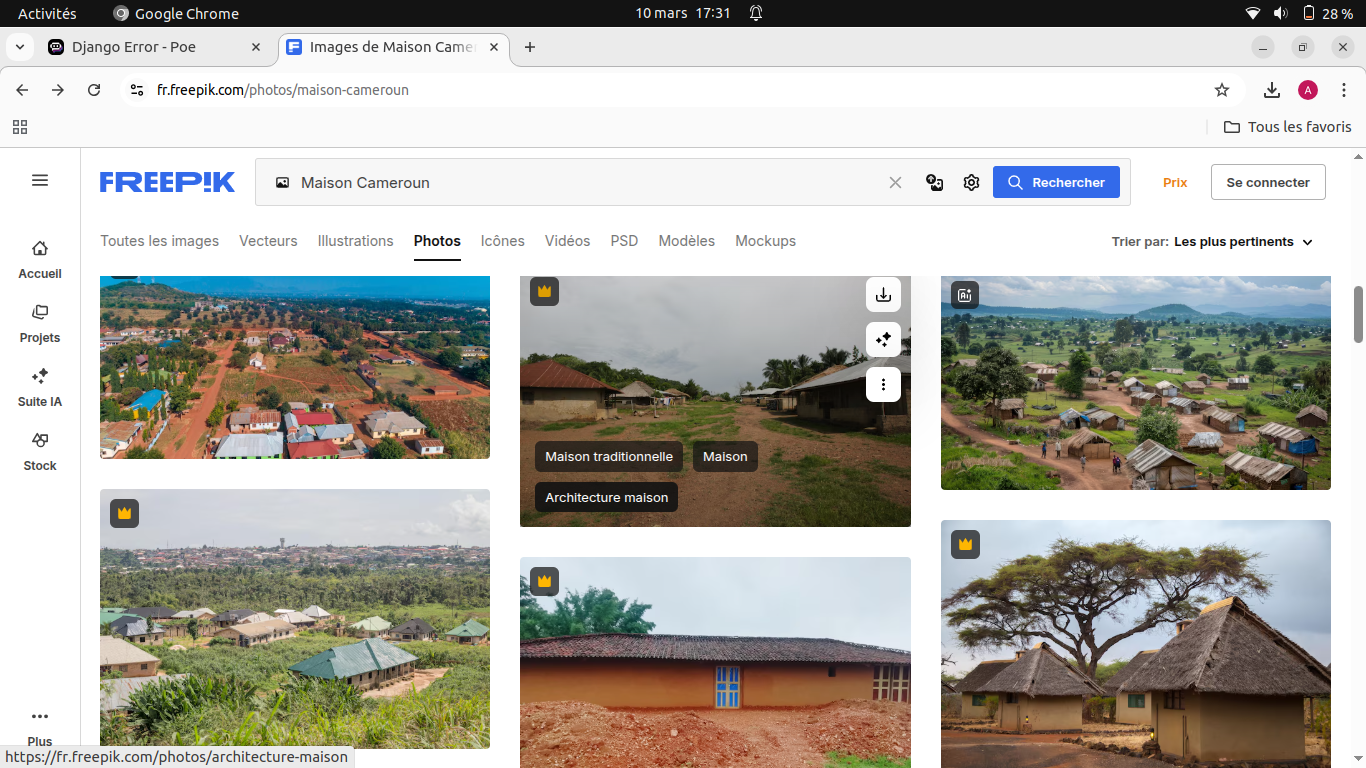 Activités
Google Chrome
10 mars 17:31
28 %
Django Error - Poe
Images de Maison Came
fr.freepik.com/photos/maison-cameroun
A
Tous les favoris
FREEPIK
Maison Cameroun
Rechercher
Prix
Se connecter
Toutes les images
Vecteurs
Illustrations
Photos
Icônes
Vidéos
PSD
Modèles
Mockups
Trier par: Les plus pertinents
Accueil
Projets
Suite IA
Stock
Plus
AI
Maison traditionnelle
Maison
Architecture maison
https://fr.freepik.com/photos/architecture-maison